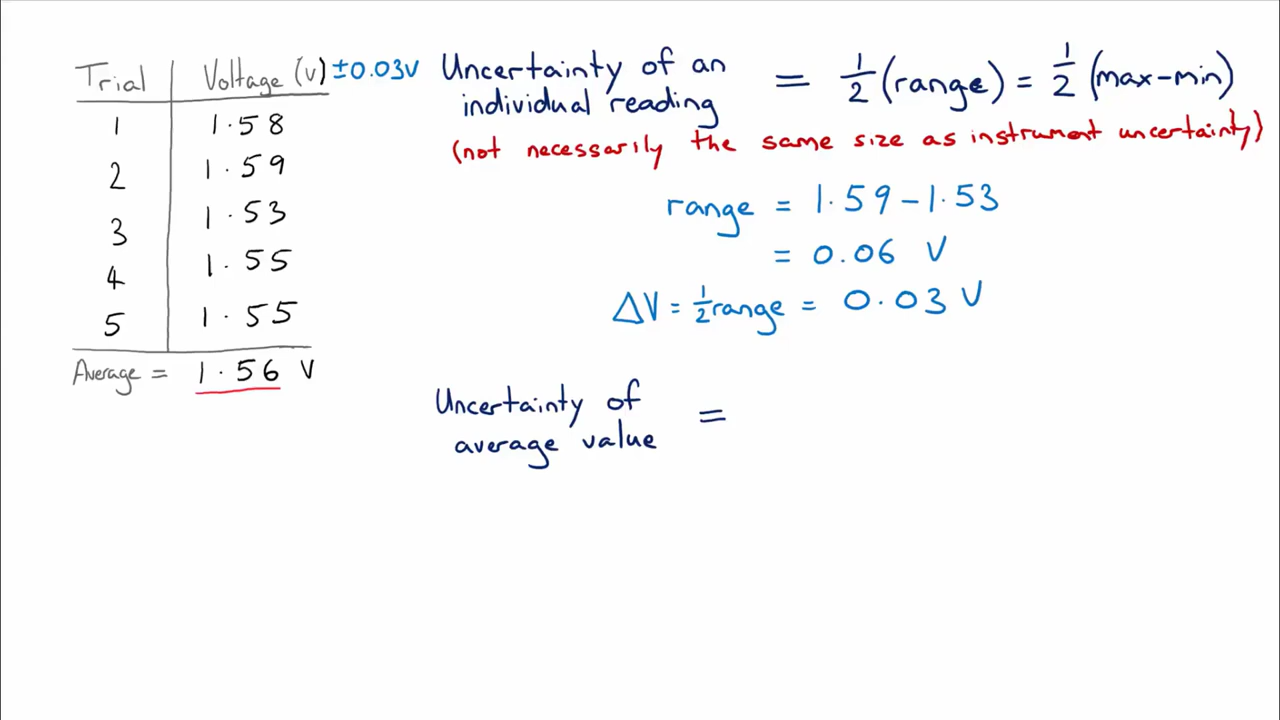 Trial Voltage (v) ±0.03V
1 1.58
2 1.59
3 1.53
4 1.55
5 1.55
Average = 1.56 V
Uncertainty of an
individual reading = 1/2 (range) = 1/2 (max-min)
(not necessarily the same size as instrument uncertainty)
range = 1.59 - 1.53
= 0.06 V
ΔV = 1/2 range = 0.03 V
Uncertainty of
average value =